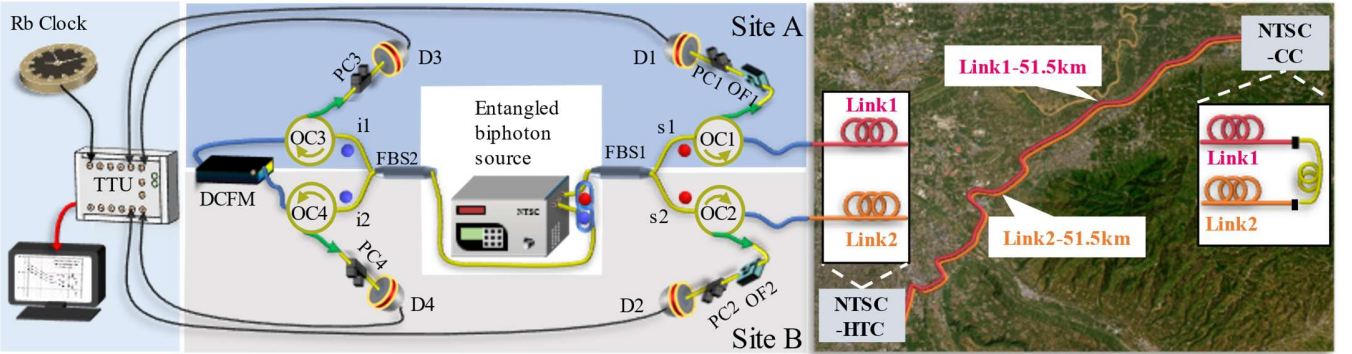 Rb Clock
TTU
Site A
D3
PC3
OC3
i1
DCFM
OC4
i2
PC4
D4
FBS2
Entangled
biphoton
source
NTSC
FBS1
D1
PC1
OF1
s1
OC1
s2
OC2
D2
PC2
OF2
Site B
Link1
Link2
NTSC
-HTC
Link1-51.5km
Link2-51.5km
NTSC
-CC
Link1
Link2